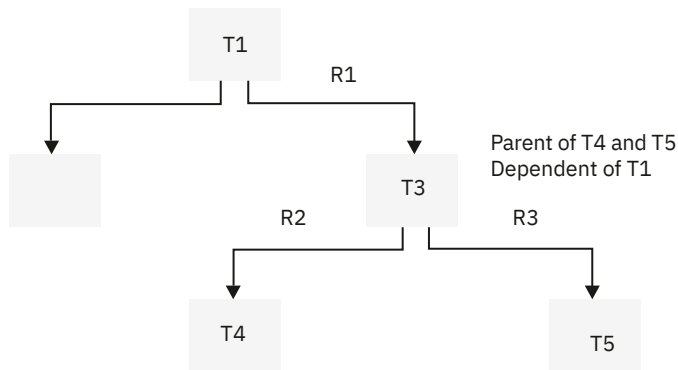 T1
R1
Parent of T4 and T5
Dependent of T1
T3
R2
R3
T4
T5